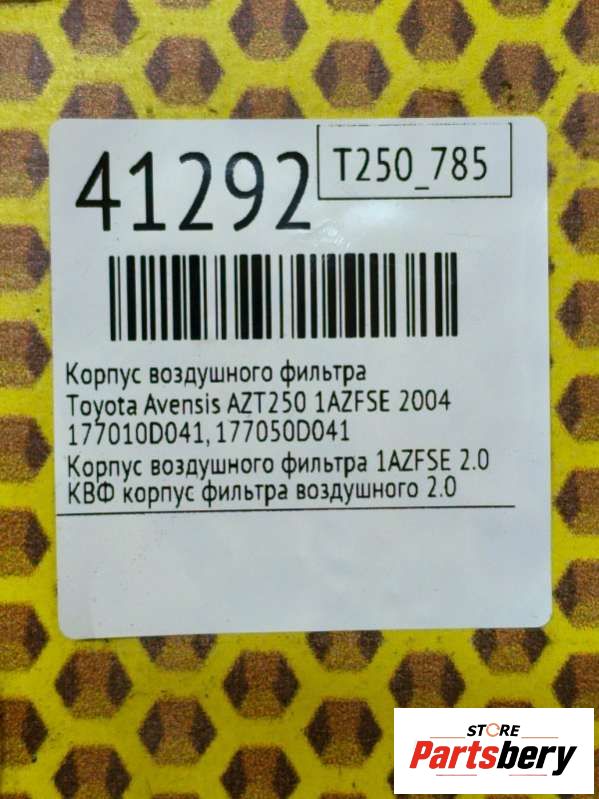 41292
T250_785
Корпус воздушного фильтра
Toyota Avensis AZT250 1AZFSE 2004
177010D041, 177050D041
Корпус воздушного фильтра 1AZFSE 2.0
КВФ корпус фильтра воздушного 2.0
STORE
Partsbery